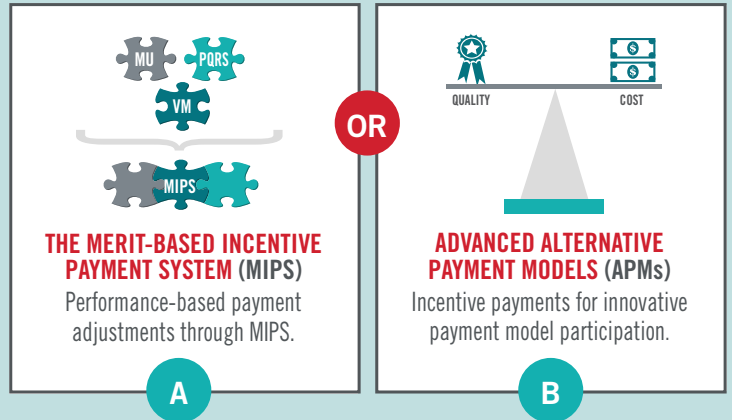 MU
PQRS
VM
MIPS
THE MERIT-BASED INCENTIVE
PAYMENT SYSTEM (MIPS)
Performance-based payment
adjustments through MIPS.
A
OR
$
$
QUALITY
COST
ADVANCED ALTERNATIVE
PAYMENT MODELS (APMs)
Incentive payments for innovative
payment model participation.
B